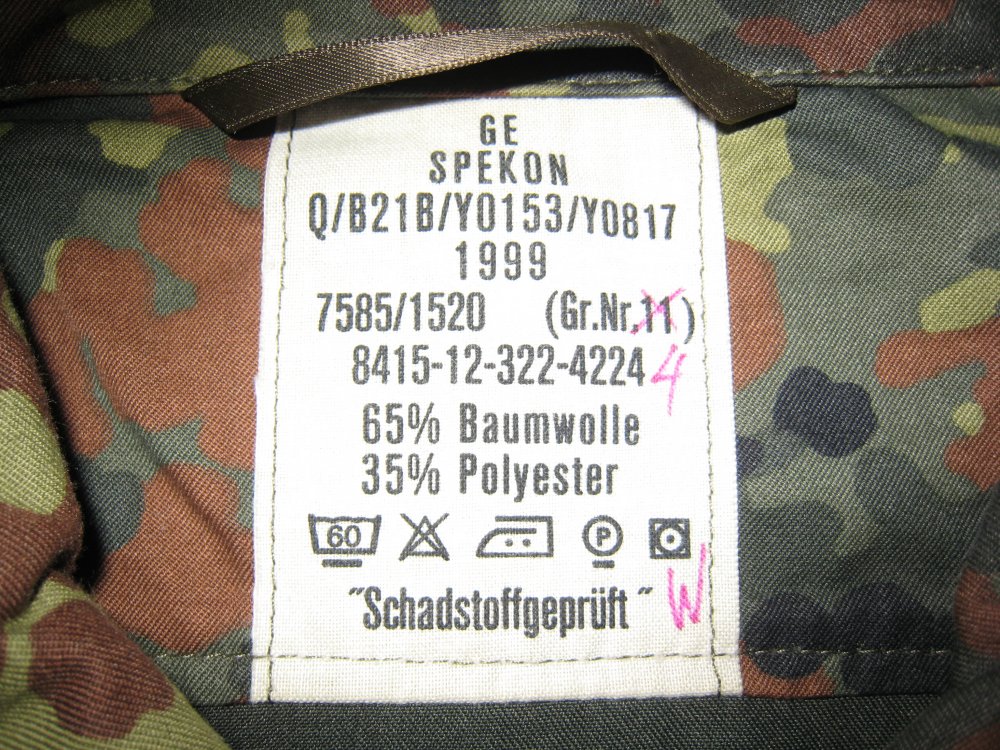 GE
SPEKON
Q/B21B/Y0153/Y0817
1999
7585/1520 (Gr.Nr.11)
8415-12-322-4224 4
65% Baumwolle
35% Polyester
60 P
"Schadstoffgeprüft" W